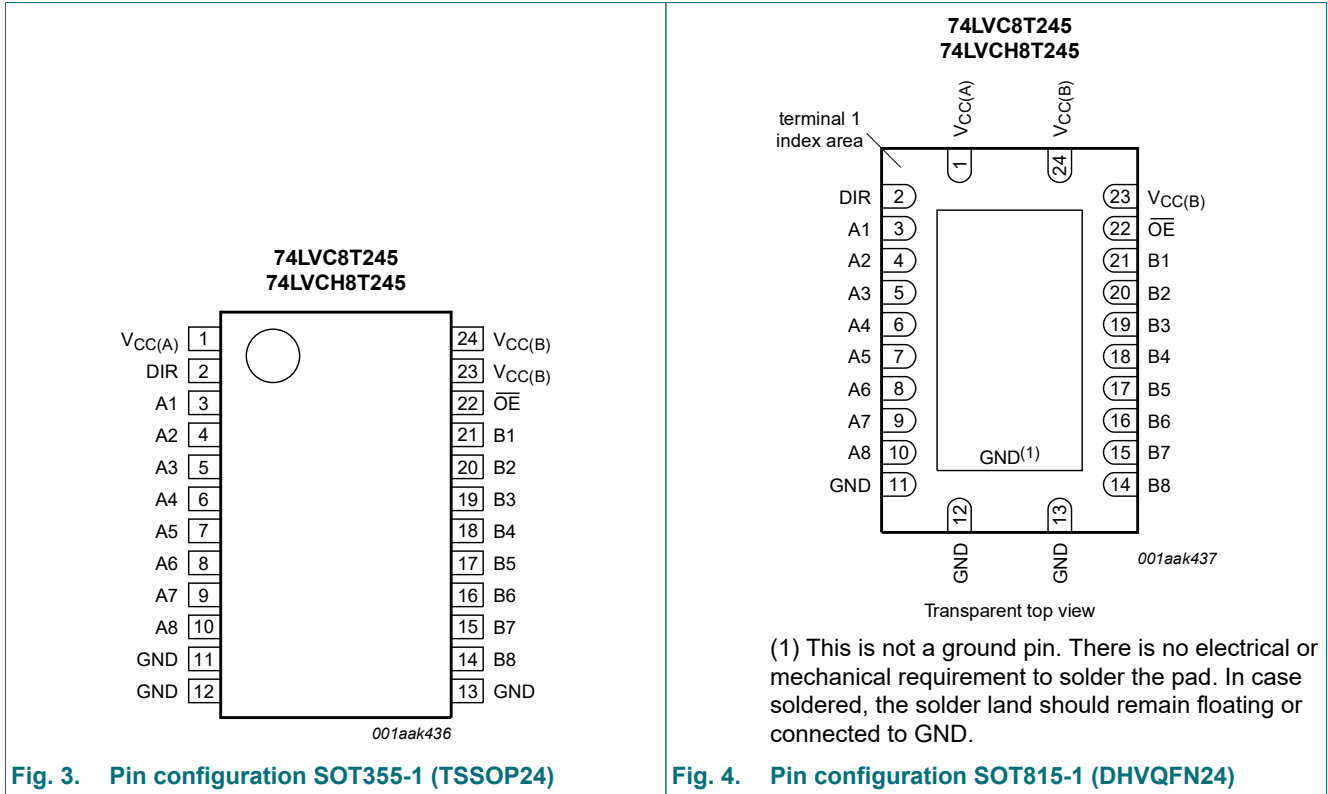 74LVC8T245
74LVCH8T245
VCC(A) 1
DIR 2
A1 3
A2 4
A3 5
A4 6
A5 7
A6 8
A7 9
A8 10
GND 11
GND 12
24 VCC(B)
23 VCC(B)
22 OE
21 B1
20 B2
19 B3
18 B4
17 B5
16 B6
15 B7
14 B8
13 GND
001aak436
Fig. 3. Pin configuration SOT355-1 (TSSOP24)
74LVC8T245
74LVCH8T245
terminal 1
index area
VCC(A)
VCC(B)
1
24
DIR 2
A1 3
A2 4
A3 5
A4 6
A5 7
A6 8
A7 9
A8 10
GND 11
23 VCC(B)
22 OE
21 B1
20 B2
19 B3
18 B4
17 B5
16 B6
15 B7
14 B8
GND(1)
12
13
GND
GND
001aak437
Transparent top view
(1) This is not a ground pin. There is no electrical or
mechanical requirement to solder the pad. In case
soldered, the solder land should remain floating or
connected to GND.
Fig. 4. Pin configuration SOT815-1 (DHVQFN24)